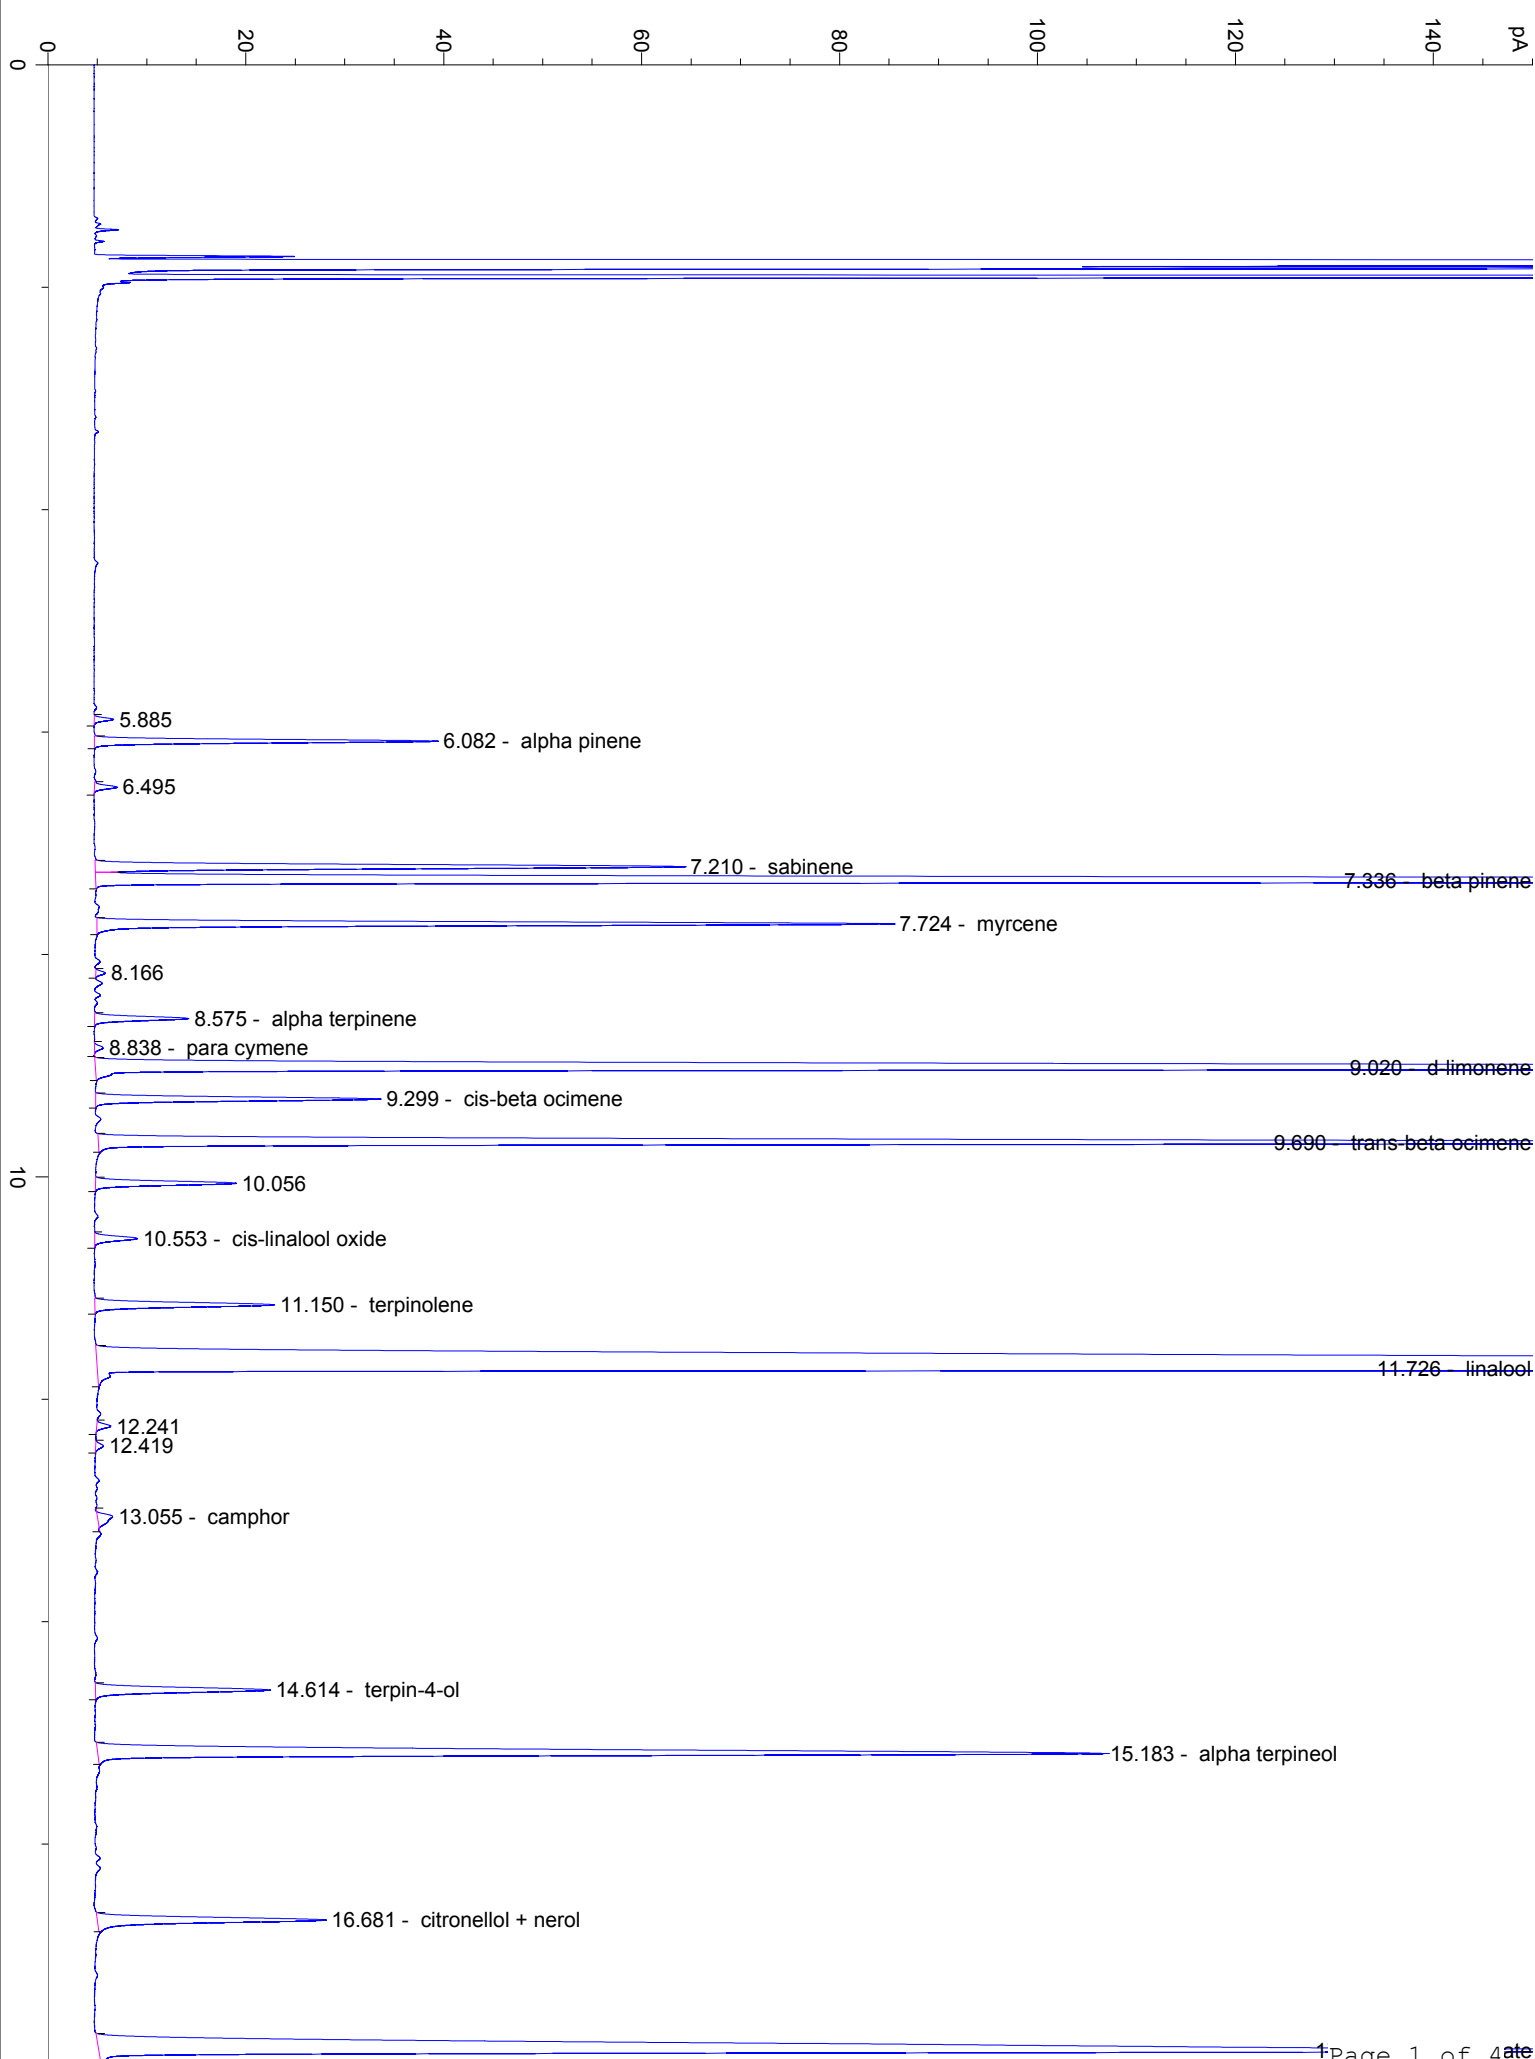 pA
0
20
40
60
80
100
120
140
0
5.885
6.082 - alpha pinene
6.495
7.210 - sabinene
7.336 - beta pinene
7.724 - myrcene
8.166
8.575 - alpha terpinene
8.838 - para cymene
9.020 - d limonene
9.299 - cis-beta ocimene
9.690 - trans-beta ocimene
10
10.056
10.553 - cis-linalool oxide
11.150 - terpinolene
11.726 - linalool
12.241
12.419
13.055 - camphor
14.614 - terpin-4-ol
15.183 - alpha terpineol
16.681 - citronellol + nerol
Page 1 of 4